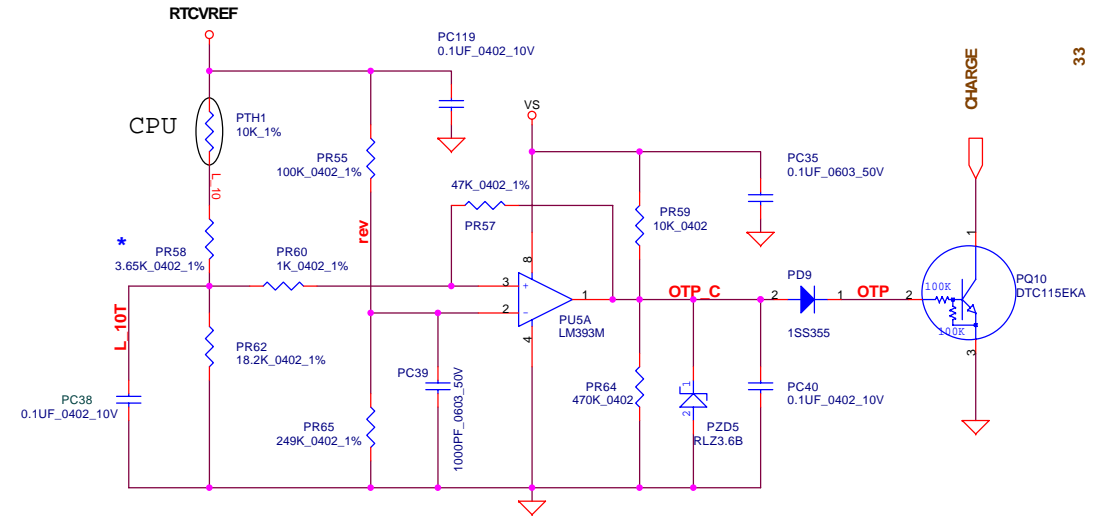 RTCVREF
PC119
0.1UF_0402_10V
CHARGE
33
CPU
PTH1
10K_1%
VS
L_10
PR55
100K_0402_1%
47K_0402_1%
PR57
PR59
10K_0402
PC35
0.1UF_0603_50V
*
PR58
3.65K_0402_1%
PR60
1K_0402_1%
rev
8
3
+
2
-
1
4
PU5A
LM393M
OTP_C
2
PD9
1
1SS355
OTP
2
1
100K
100K
3
PQ10
DTC115EKA
L_10T
PR62
18.2K_0402_1%
PC38
0.1UF_0402_10V
PC39
1000PF_0603_50V
PR65
249K_0402_1%
PR64
470K_0402
1
2
PZD5
RLZ3.6B
PC40
0.1UF_0402_10V